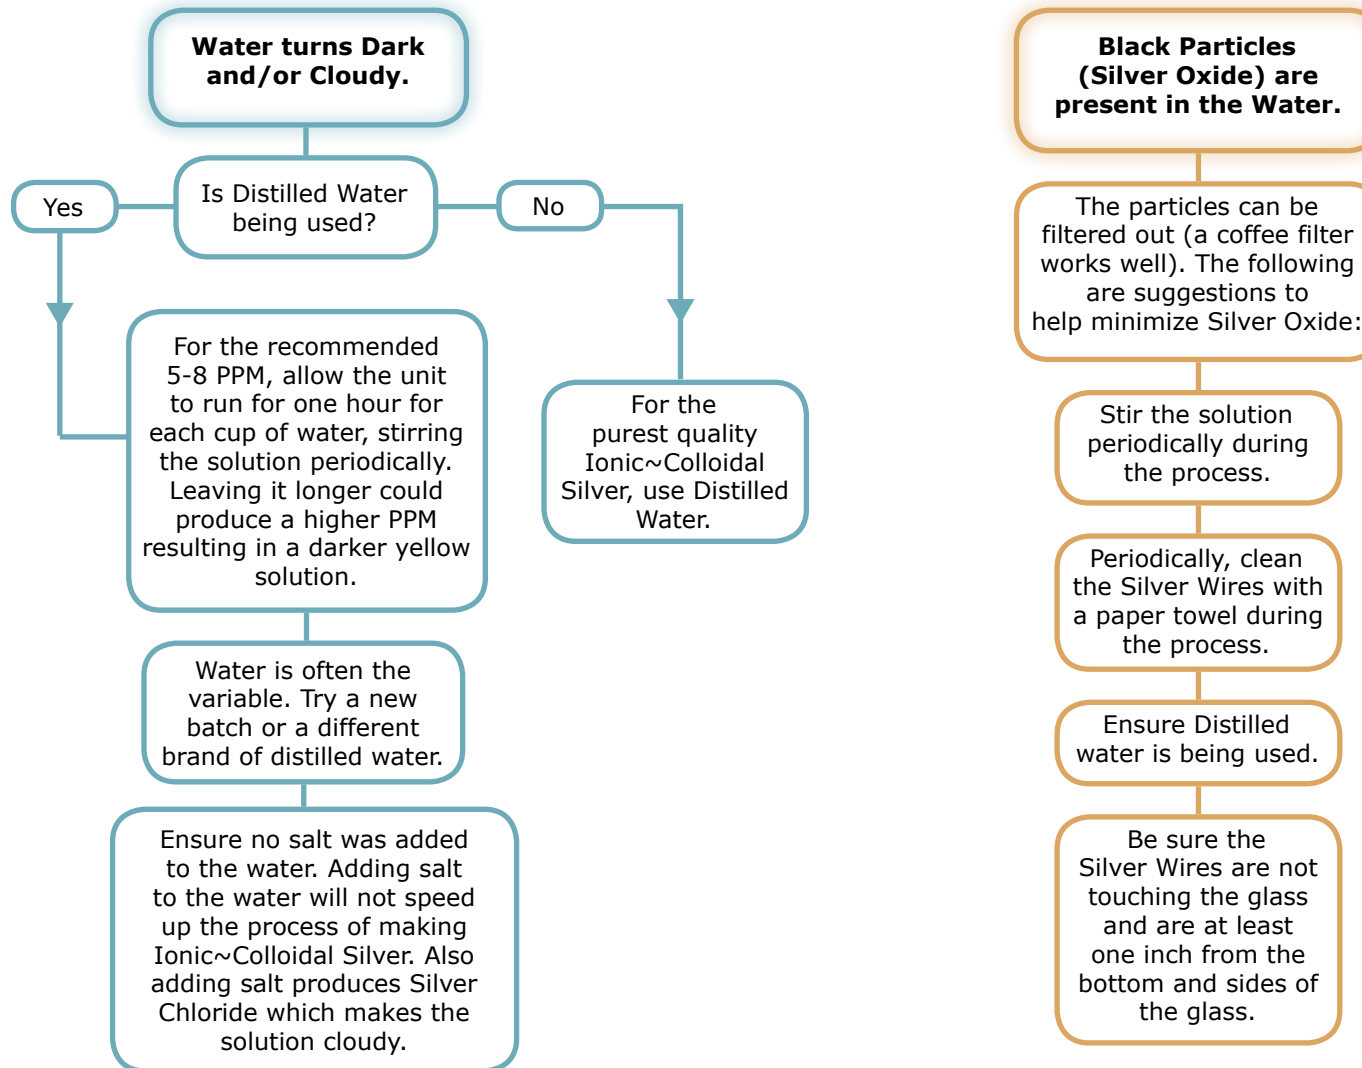 Water turns Dark
and/or Cloudy.
Is Distilled Water
being used?
Yes
No
For the recommended
5-8 PPM, allow the unit
to run for one hour for
each cup of water, stirring
the solution periodically.
Leaving it longer could
produce a higher PPM
resulting in a darker yellow
solution.
For the
purest quality
Ionic~Colloidal
Silver, use Distilled
Water.
Water is often the
variable. Try a new
batch or a different
brand of distilled water.
Ensure no salt was added
to the water. Adding salt
to the water will not speed
up the process of making
Ionic~Colloidal Silver. Also
adding salt produces Silver
Chloride which makes the
solution cloudy.
Black Particles
(Silver Oxide) are
present in the Water.
The particles can be
filtered out (a coffee filter
works well). The following
are suggestions to
help minimize Silver Oxide:
Stir the solution
periodically during
the process.
Periodically, clean
the Silver Wires with
a paper towel during
the process.
Ensure Distilled
water is being used.
Be sure the
Silver Wires are not
touching the glass
and are at least
one inch from the
bottom and sides of
the glass.